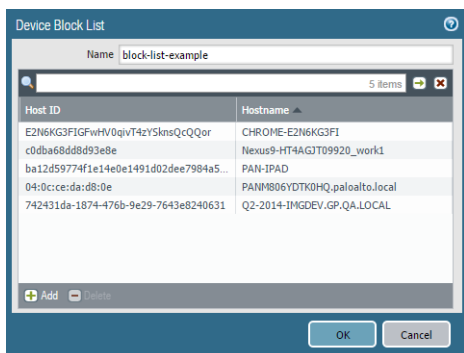 Device Block List
Name block-list-example
5 items
Host ID Hostname
E2N6KG3FIGFwHV0qivT4zYSknsQcQQor CHROME-E2N6KG3FI
c0dba68dd8d93e8e Nexus9-HT4AGJT09920_work1
ba12d59774f1e14e0e1491d02dee7984a5... PAN-IPAD
04:0c:ce:da:d8:0e PANM806YDTK0HQ.paloalto.local
742431da-1874-476b-9e29-7643e8240631 Q2-2014-IMGDEV.GP.QA.LOCAL
Add Delete
OK Cancel